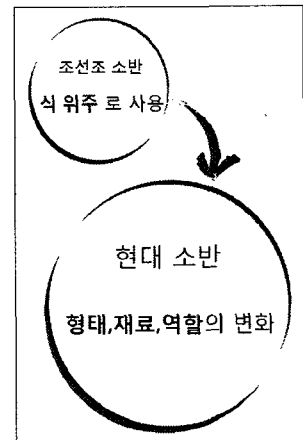 조선조 소반
식 위주 로 사용
현대 소반
형태,재료,역할의 변화